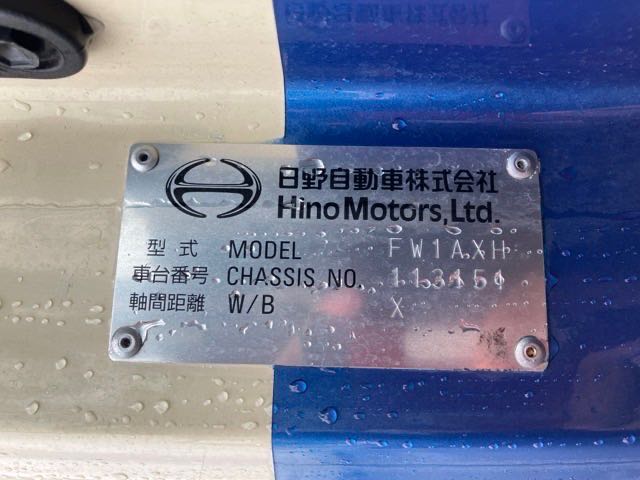 日野自動車株式会社
Hino Motors, Ltd.
型式 MODEL FW1AXH
車台番号 CHASSIS NO. 113151
軸間距離 W/B X